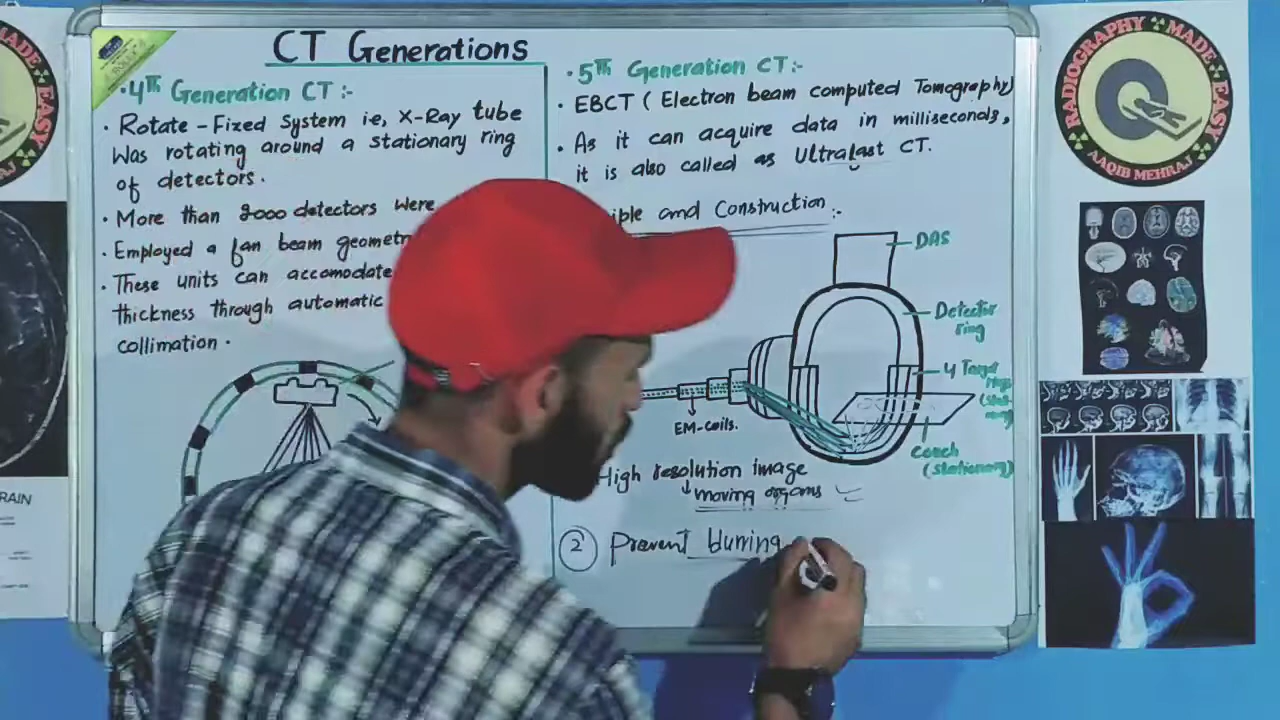 CT Generations
4TH Generation CT :-
• Rotate - Fixed System ie, X-Ray tube
Was rotating around a stationary ring
of detectors.
• More than 2000 detectors were
• Employed a fan beam
• These units can accomodate
thickness through automatic
collimation.
• 5Th Generation CT:-
• EBCT ( Electron beam computed Tomography)
• As it can acquire data in milliseconds,
it is also called as Ultrafast CT.
and Construction :-
DAS
Detector
ring
4
Couch
(stationary)
EM-coils.
High resolution image
moving organs
2 Prevent blurring
RADIOGRAPHY MADE EASY
AAQIB MEHRAJ
MADE EASY
RAIN